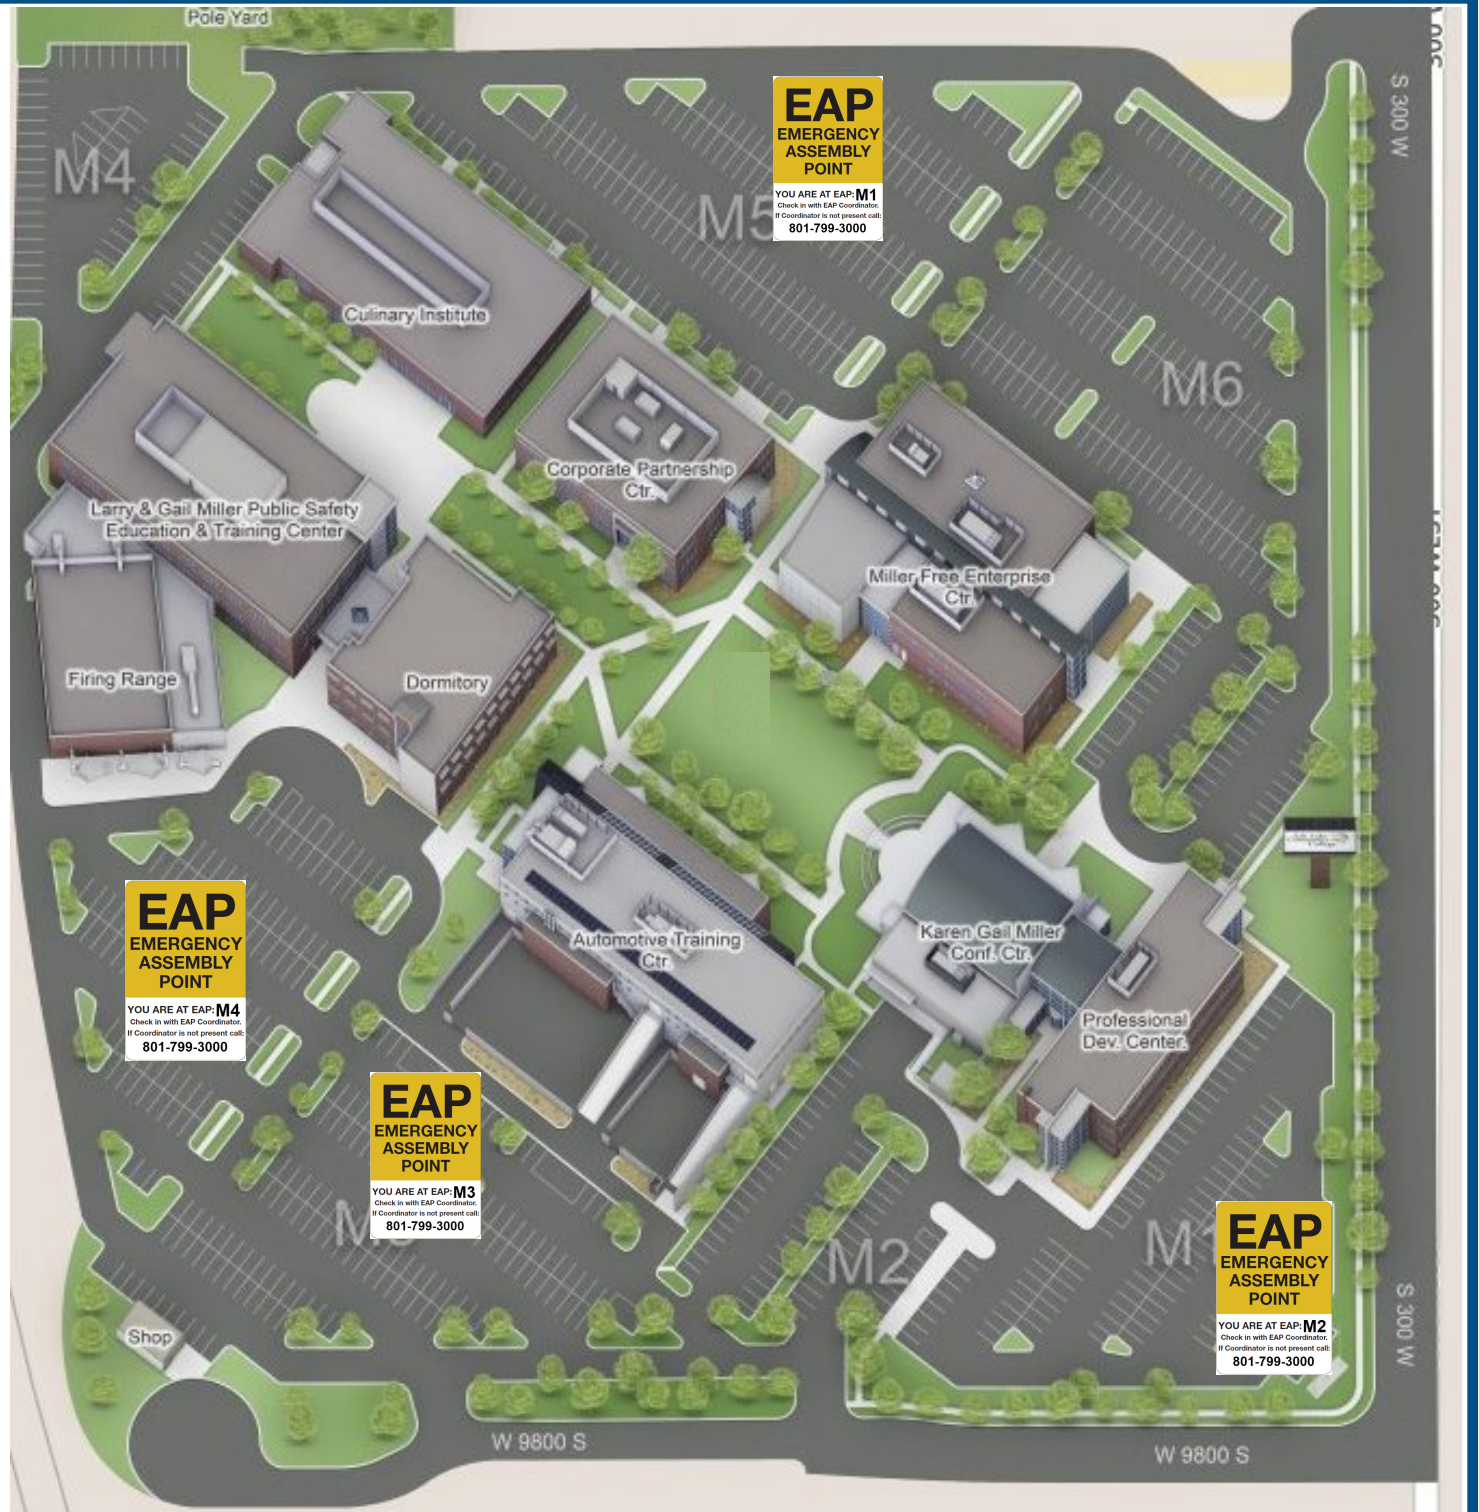 Pole Yard
300 W
S 300 W
M4
EAP
EMERGENCY
ASSEMBLY
POINT
YOU ARE AT EAP: M1
Check in with EAP Coordinator.
If Coordinator is not present call:
801-799-3000
M5
Culinary Institute
M6
Corporate Partnership
Ctr.
Larry & Gail Miller Public Safety
Education & Training Center
300 WEST
Miller Free Enterprise
Ctr.
Firing Range
Dormitory
College
EAP
EMERGENCY
ASSEMBLY
POINT
YOU ARE AT EAP: M4
Check in with EAP Coordinator.
If Coordinator is not present call:
801-799-3000
Automotive Training
Ctr
Karen Gail Miller
Conf. Ctr.
Professional
Dev. Center.
EAP
EMERGENCY
ASSEMBLY
POINT
YOU ARE AT EAP: M3
Check in with EAP Coordinator.
If Coordinator is not present call:
801-799-3000
M2
M1
EAP
EMERGENCY
ASSEMBLY
POINT
YOU ARE AT EAP: M2
Check in with EAP Coordinator.
If Coordinator is not present call:
801-799-3000
S 300 W
Shop
W 9800 S
W 9800 S